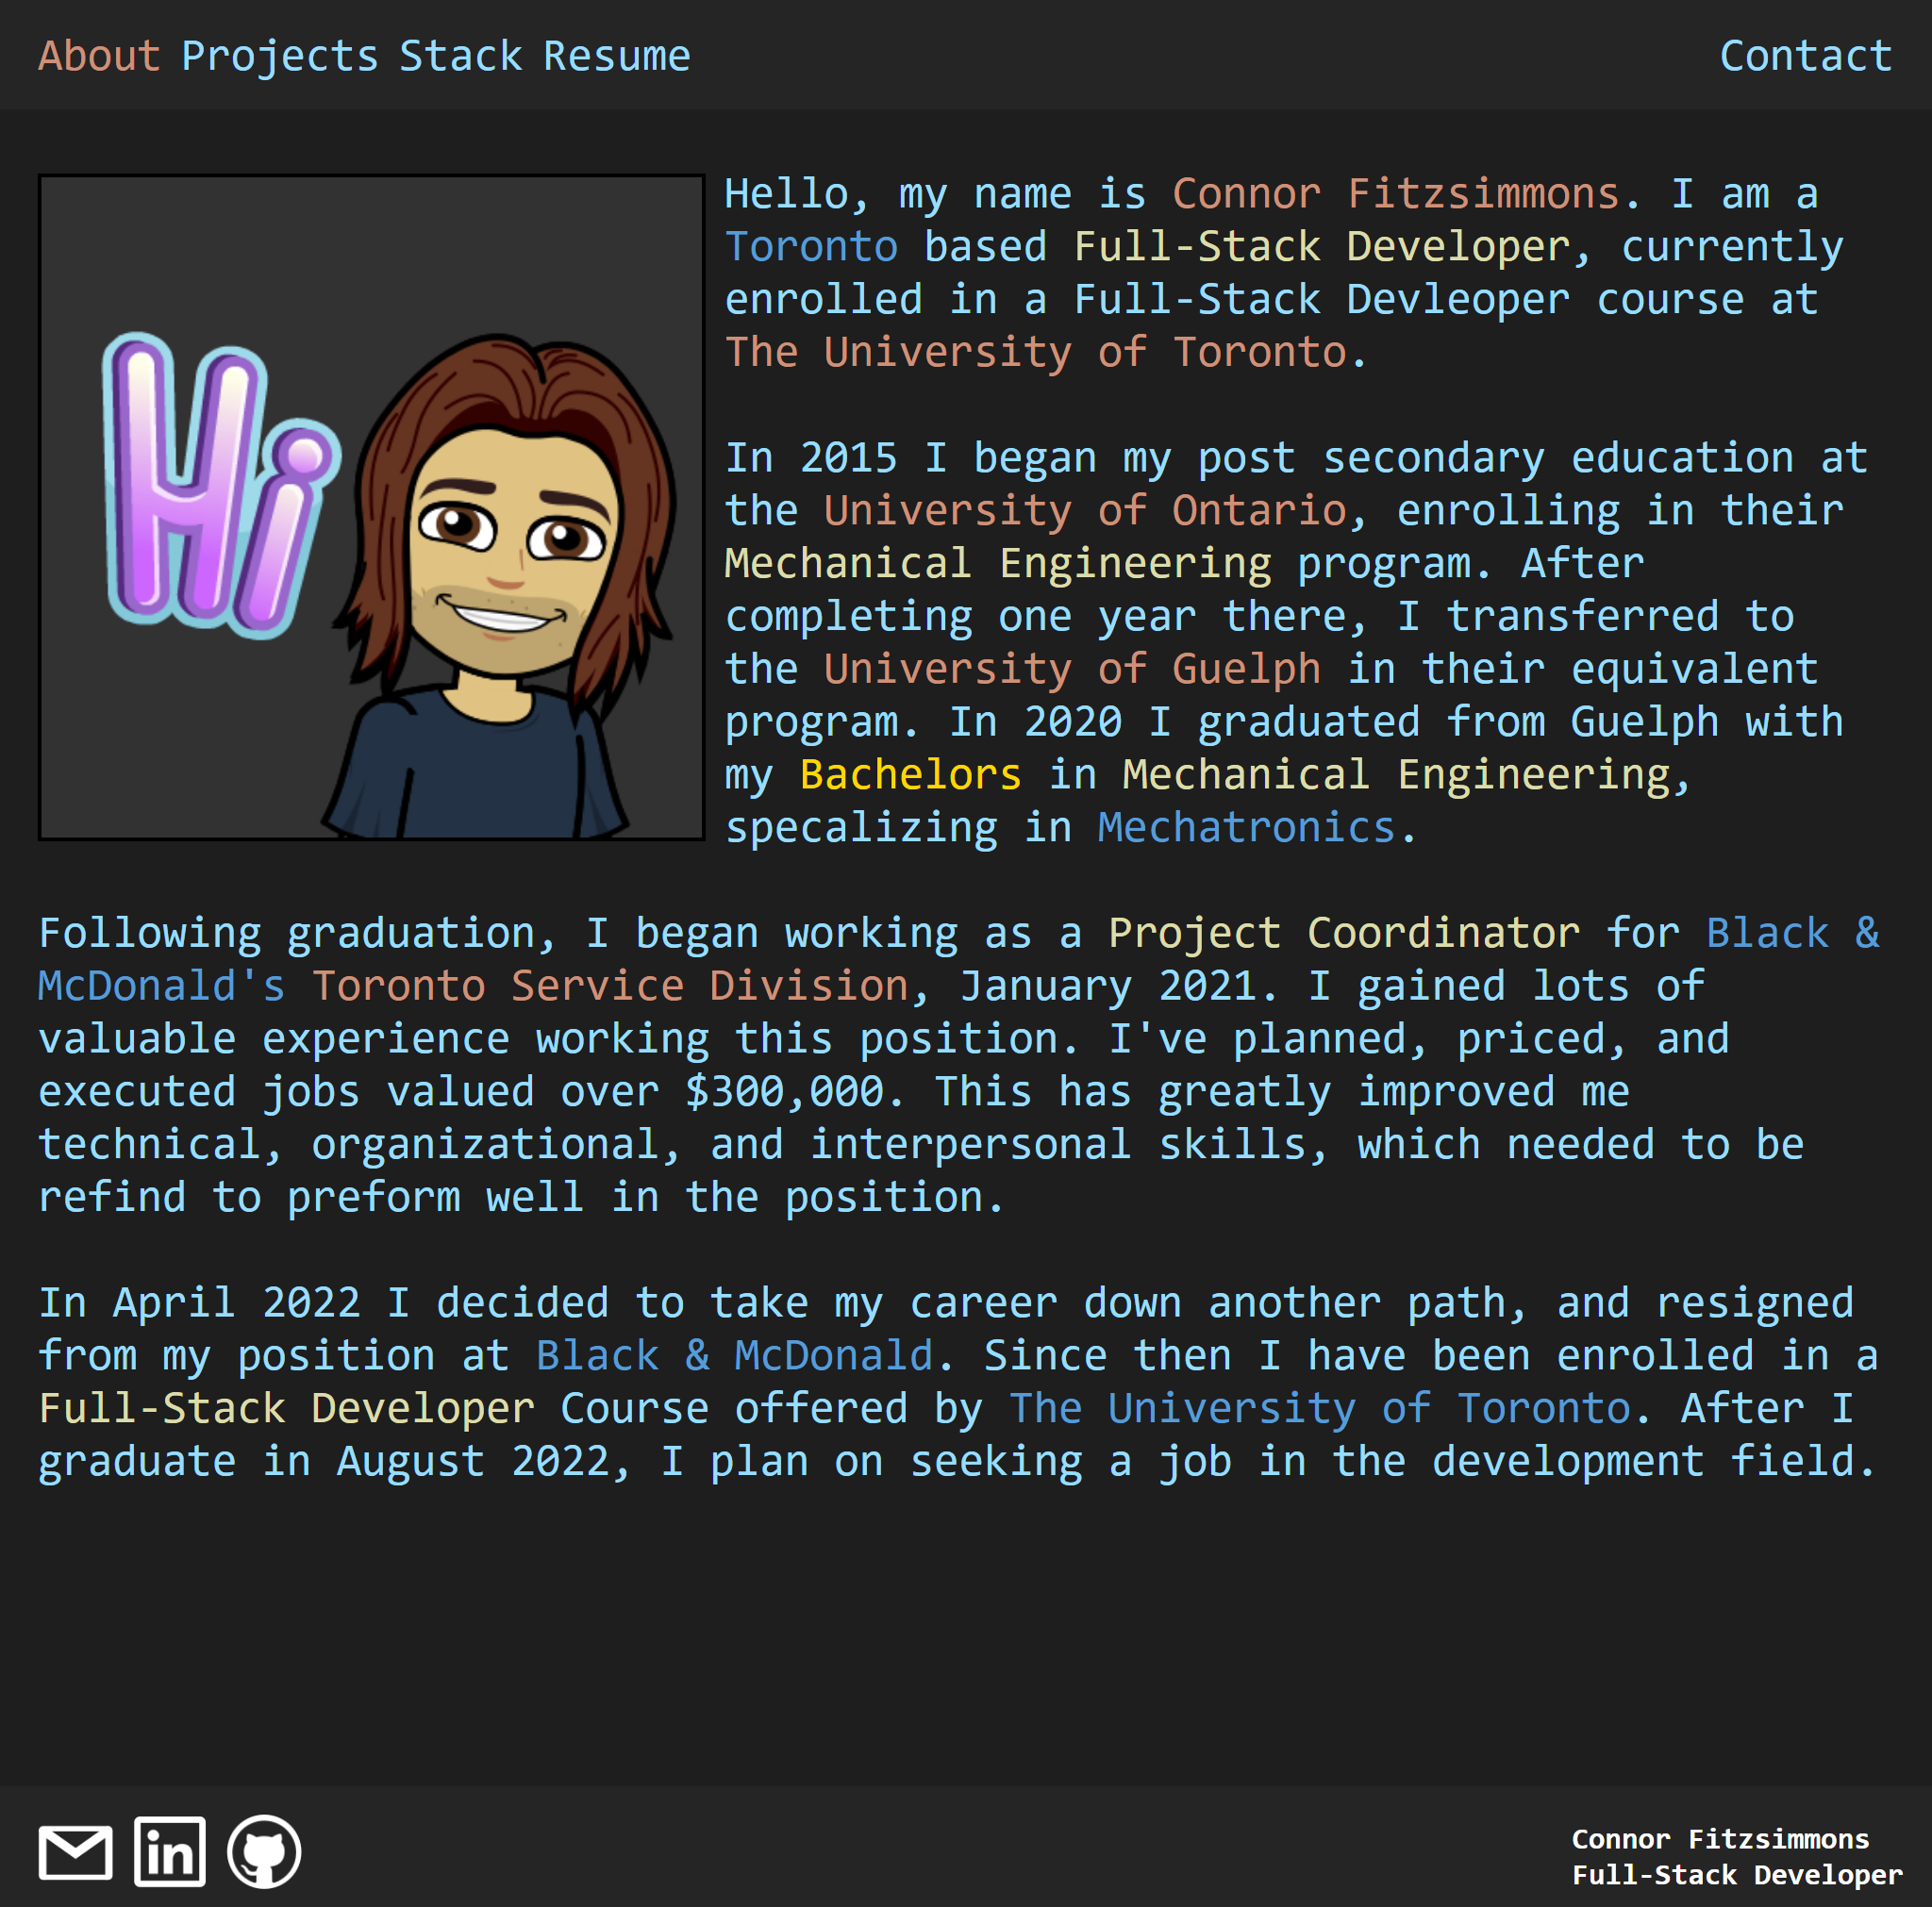 About Projects Stack Resume Contact
Hi
Hello, my name is Connor Fitzsimmons. I am a
Toronto based Full-Stack Developer, currently
enrolled in a Full-Stack Devleoper course at
The University of Toronto.
In 2015 I began my post secondary education at
the University of Ontario, enrolling in their
Mechanical Engineering program. After
completing one year there, I transferred to
the University of Guelph in their equivalent
program. In 2020 I graduated from Guelph with
my Bachelors in Mechanical Engineering,
specalizing in Mechatronics.
Following graduation, I began working as a Project Coordinator for Black &
McDonald's Toronto Service Division, January 2021. I gained lots of
valuable experience working this position. I've planned, priced, and
executed jobs valued over $300,000. This has greatly improved me
technical, organizational, and interpersonal skills, which needed to be
refind to preform well in the position.
In April 2022 I decided to take my career down another path, and resigned
from my position at Black & McDonald. Since then I have been enrolled in a
Full-Stack Developer Course offered by The University of Toronto. After I
graduate in August 2022, I plan on seeking a job in the development field.
in
Connor Fitzsimmons
Full-Stack Developer